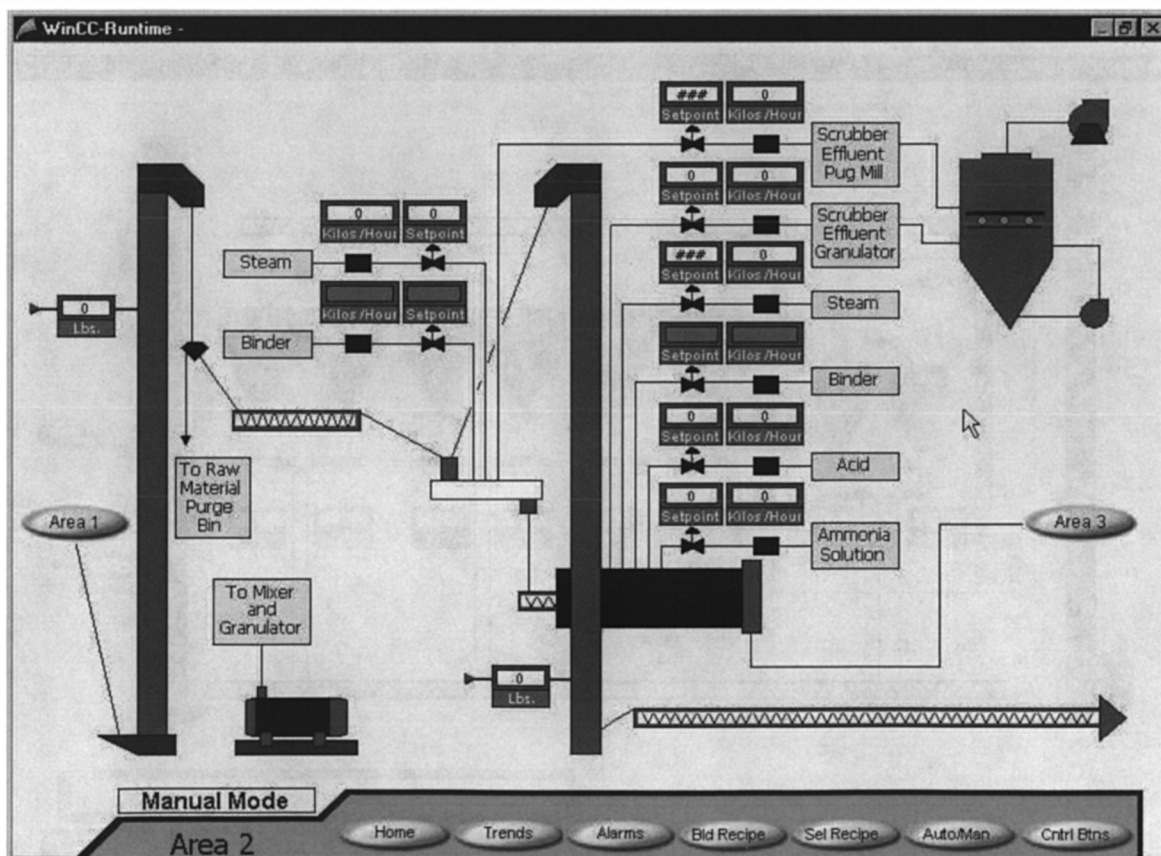 WinCC-Runtime -
### 0
Setpoint Kilos/Hour
Scrubber
Effluent
Pug Mill
0 0
Setpoint Kilos/Hour
Scrubber
Effluent
Granulator
0 0
Kilos/Hour Setpoint
Steam
Kilos/Hour Setpoint
Binder
### 0
Setpoint Kilos/Hour
Steam
Setpoint Kilos/Hour
Binder
0
Lbs.
0 0
Setpoint Kilos/Hour
Acid
0 0
Setpoint Kilos/Hour
Ammonia
Solution
To Raw
Material
Purge
Bin
Area 1
Area 3
To Mixer
and
Granulator
0
Lbs.
Manual Mode
Area 2
Home Trends Alarms Bld Recipe Sel Recipe Auto/Man Cntrl Btns